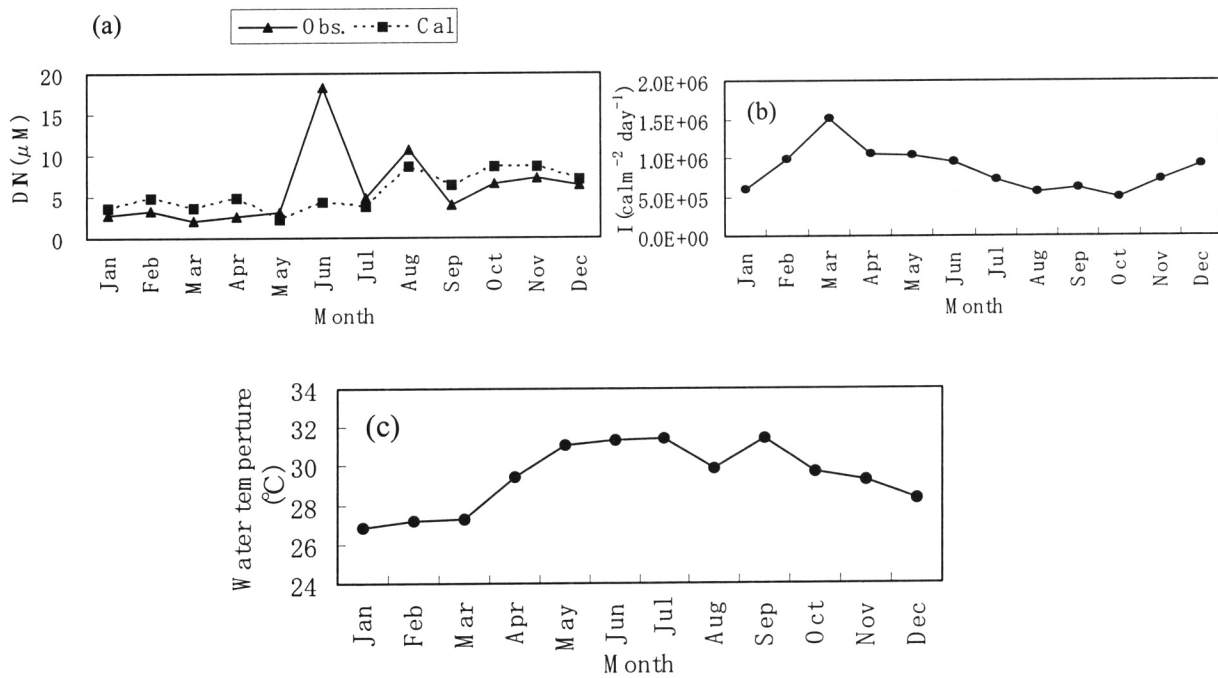 (a)
Obs. Cal
DIN(μM)
20
15
10
5
0
Jan Feb Mar Apr May Jun Jul Aug Sep Oct Nov Dec
Month
(b)
I(calm⁻² day⁻¹)
2.0E+06
1.5E+06
1.0E+06
5.0E+05
0.0E+00
Jan Feb Mar Apr May Jun Jul Aug Sep Oct Nov Dec
Month
(c)
Water temperture
(℃)
34
32
30
28
26
24
Jan Feb Mar Apr May Jun Jul Aug Sep Oct Nov Dec
Month